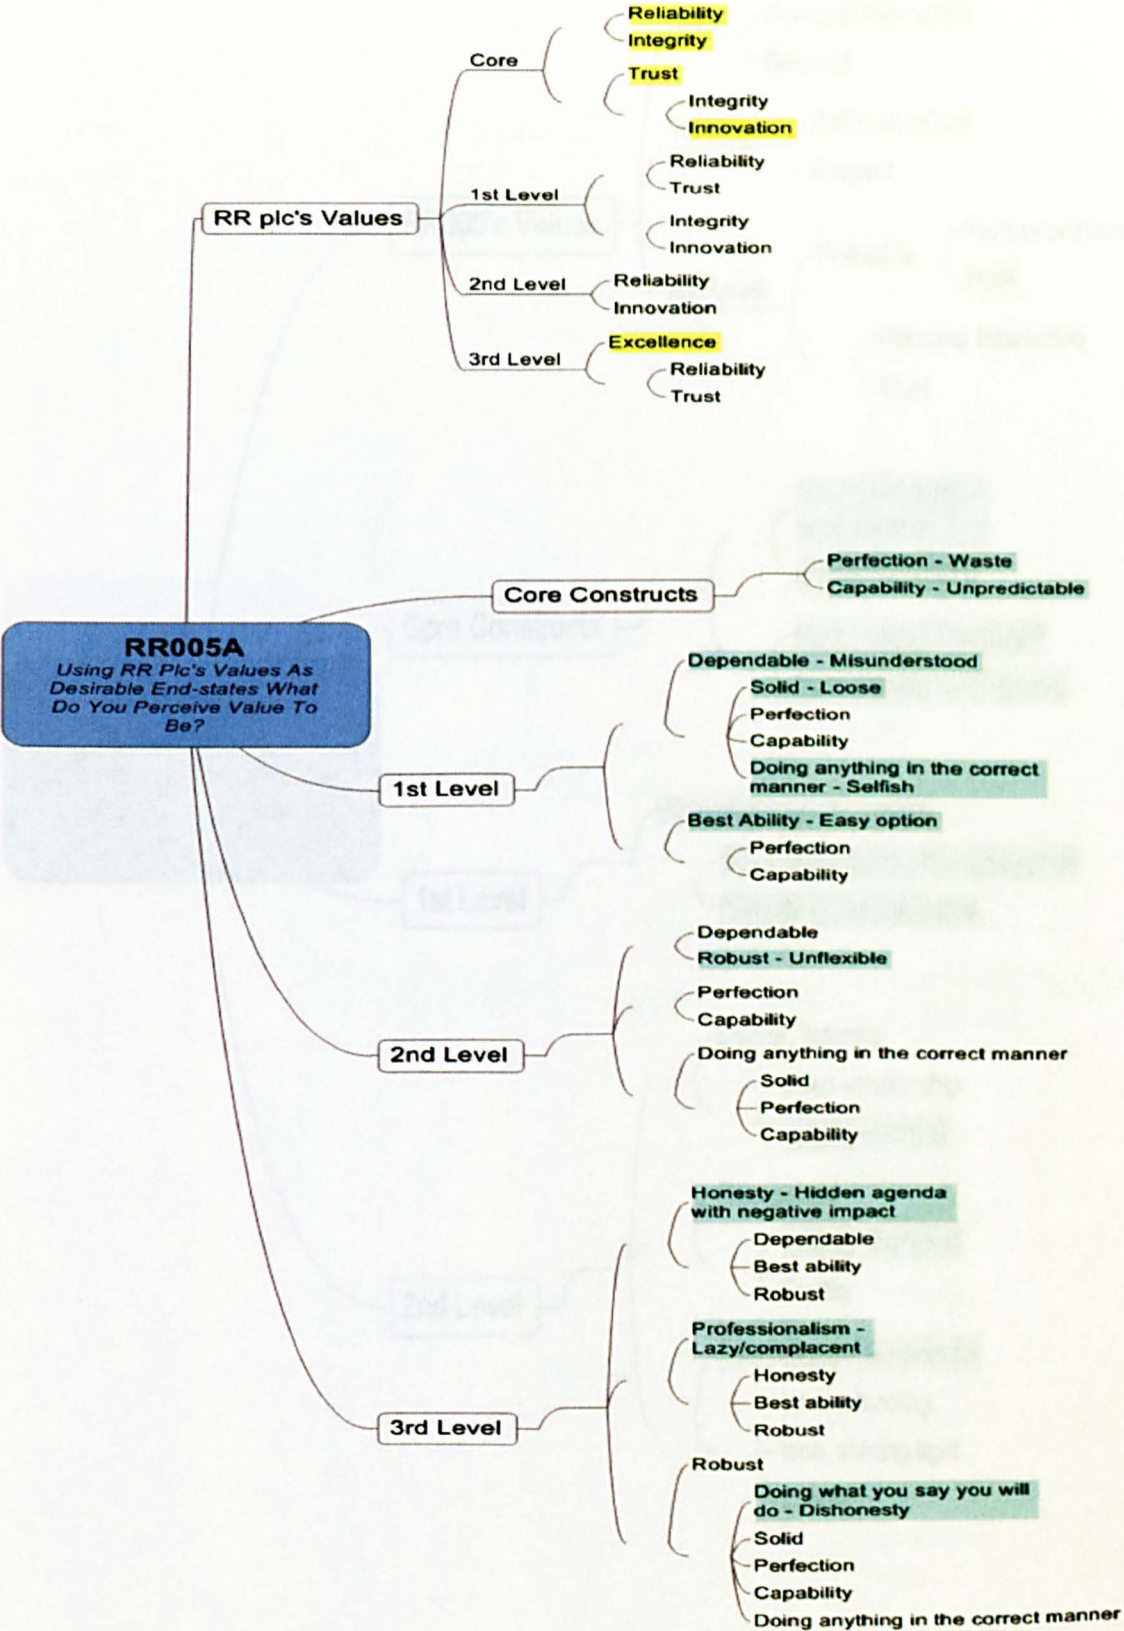 Reliability
Integrity
Core
Trust
Integrity
Innovation
Reliability
1st Level
Trust
RR plc's Values
Integrity
Innovation
2nd Level
Reliability
Innovation
Excellence
3rd Level
Reliability
Trust
Perfection - Waste
Core Constructs
Capability - Unpredictable
RR005A
Using RR Plc's Values As
Desirable End-states What
Do You Perceive Value To
Be?
Dependable - Misunderstood
Solid - Loose
Perfection
Capability
Doing anything in the correct
manner - Selfish
1st Level
Best Ability - Easy option
Perfection
Capability
Dependable
Robust - Unflexible
Perfection
Capability
2nd Level
Doing anything in the correct manner
Solid
Perfection
Capability
Honesty - Hidden agenda
with negative impact
Dependable
Best ability
Robust
Professionalism -
Lazy/complacent
Honesty
Best ability
Robust
3rd Level
Robust
Doing what you say you will
do - Dishonesty
Solid
Perfection
Capability
Doing anything in the correct manner